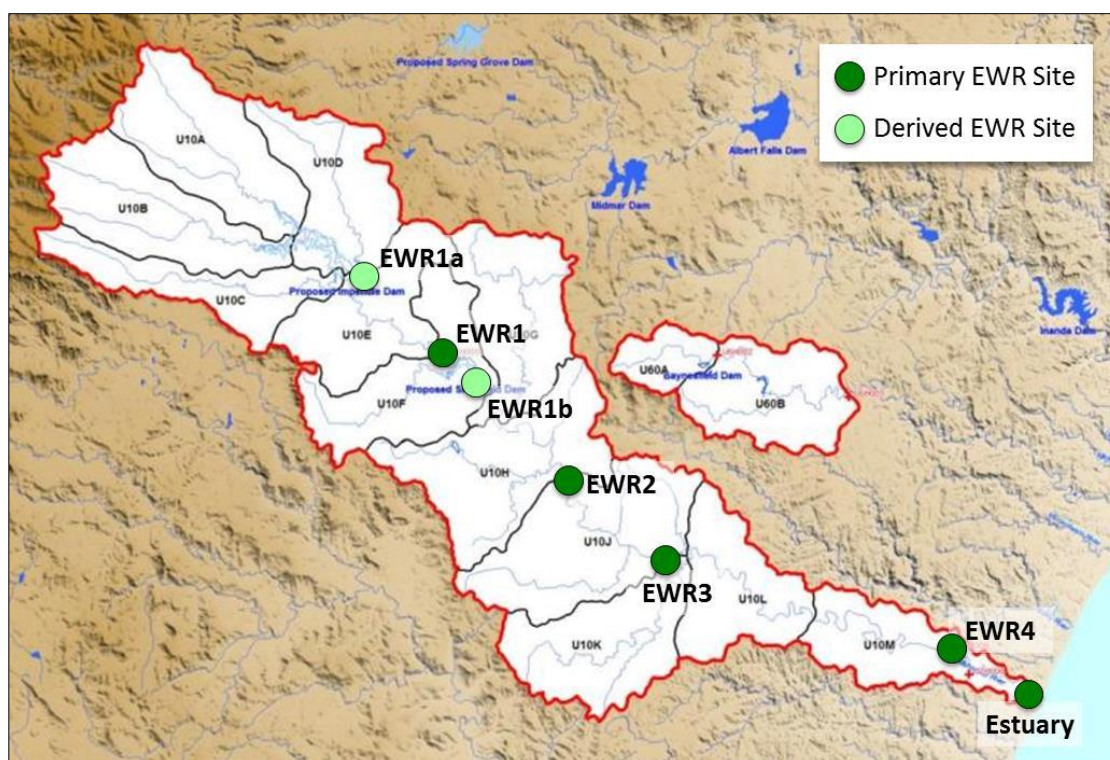 Proposed Spring Grove Dam
Primary EWR Site
Derived EWR Site
Albert Falls Dam
Midmar Dam
Inanda Dam
U10A
U10D
U10B
U10C
EWR1a
U10E
EWR1
U10F
EWR1b
U60A
Baynesfield Dam
U60B
U10H
EWR2
U10J
EWR3
U10L
U10K
U10M
EWR4
Estuary